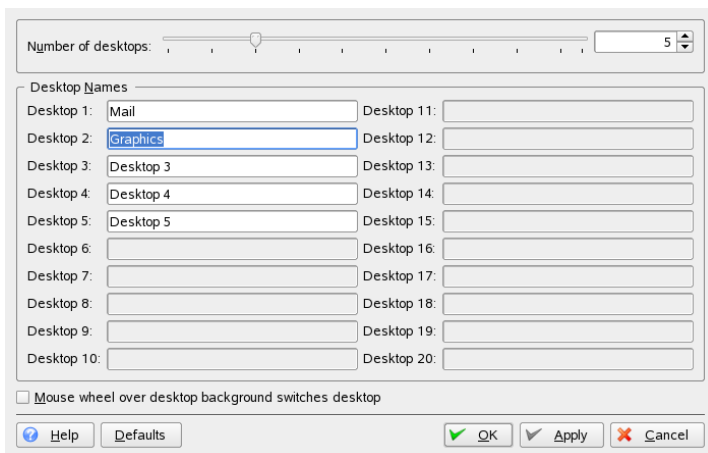 Number of desktops: 5
Desktop Names
Desktop 1: Mail Desktop 11:
Desktop 2: Graphics Desktop 12:
Desktop 3: Desktop 3 Desktop 13:
Desktop 4: Desktop 4 Desktop 14:
Desktop 5: Desktop 5 Desktop 15:
Desktop 6: Desktop 16:
Desktop 7: Desktop 17:
Desktop 8: Desktop 18:
Desktop 9: Desktop 19:
Desktop 10: Desktop 20:
Mouse wheel over desktop background switches desktop
? Help Defaults OK Apply Cancel